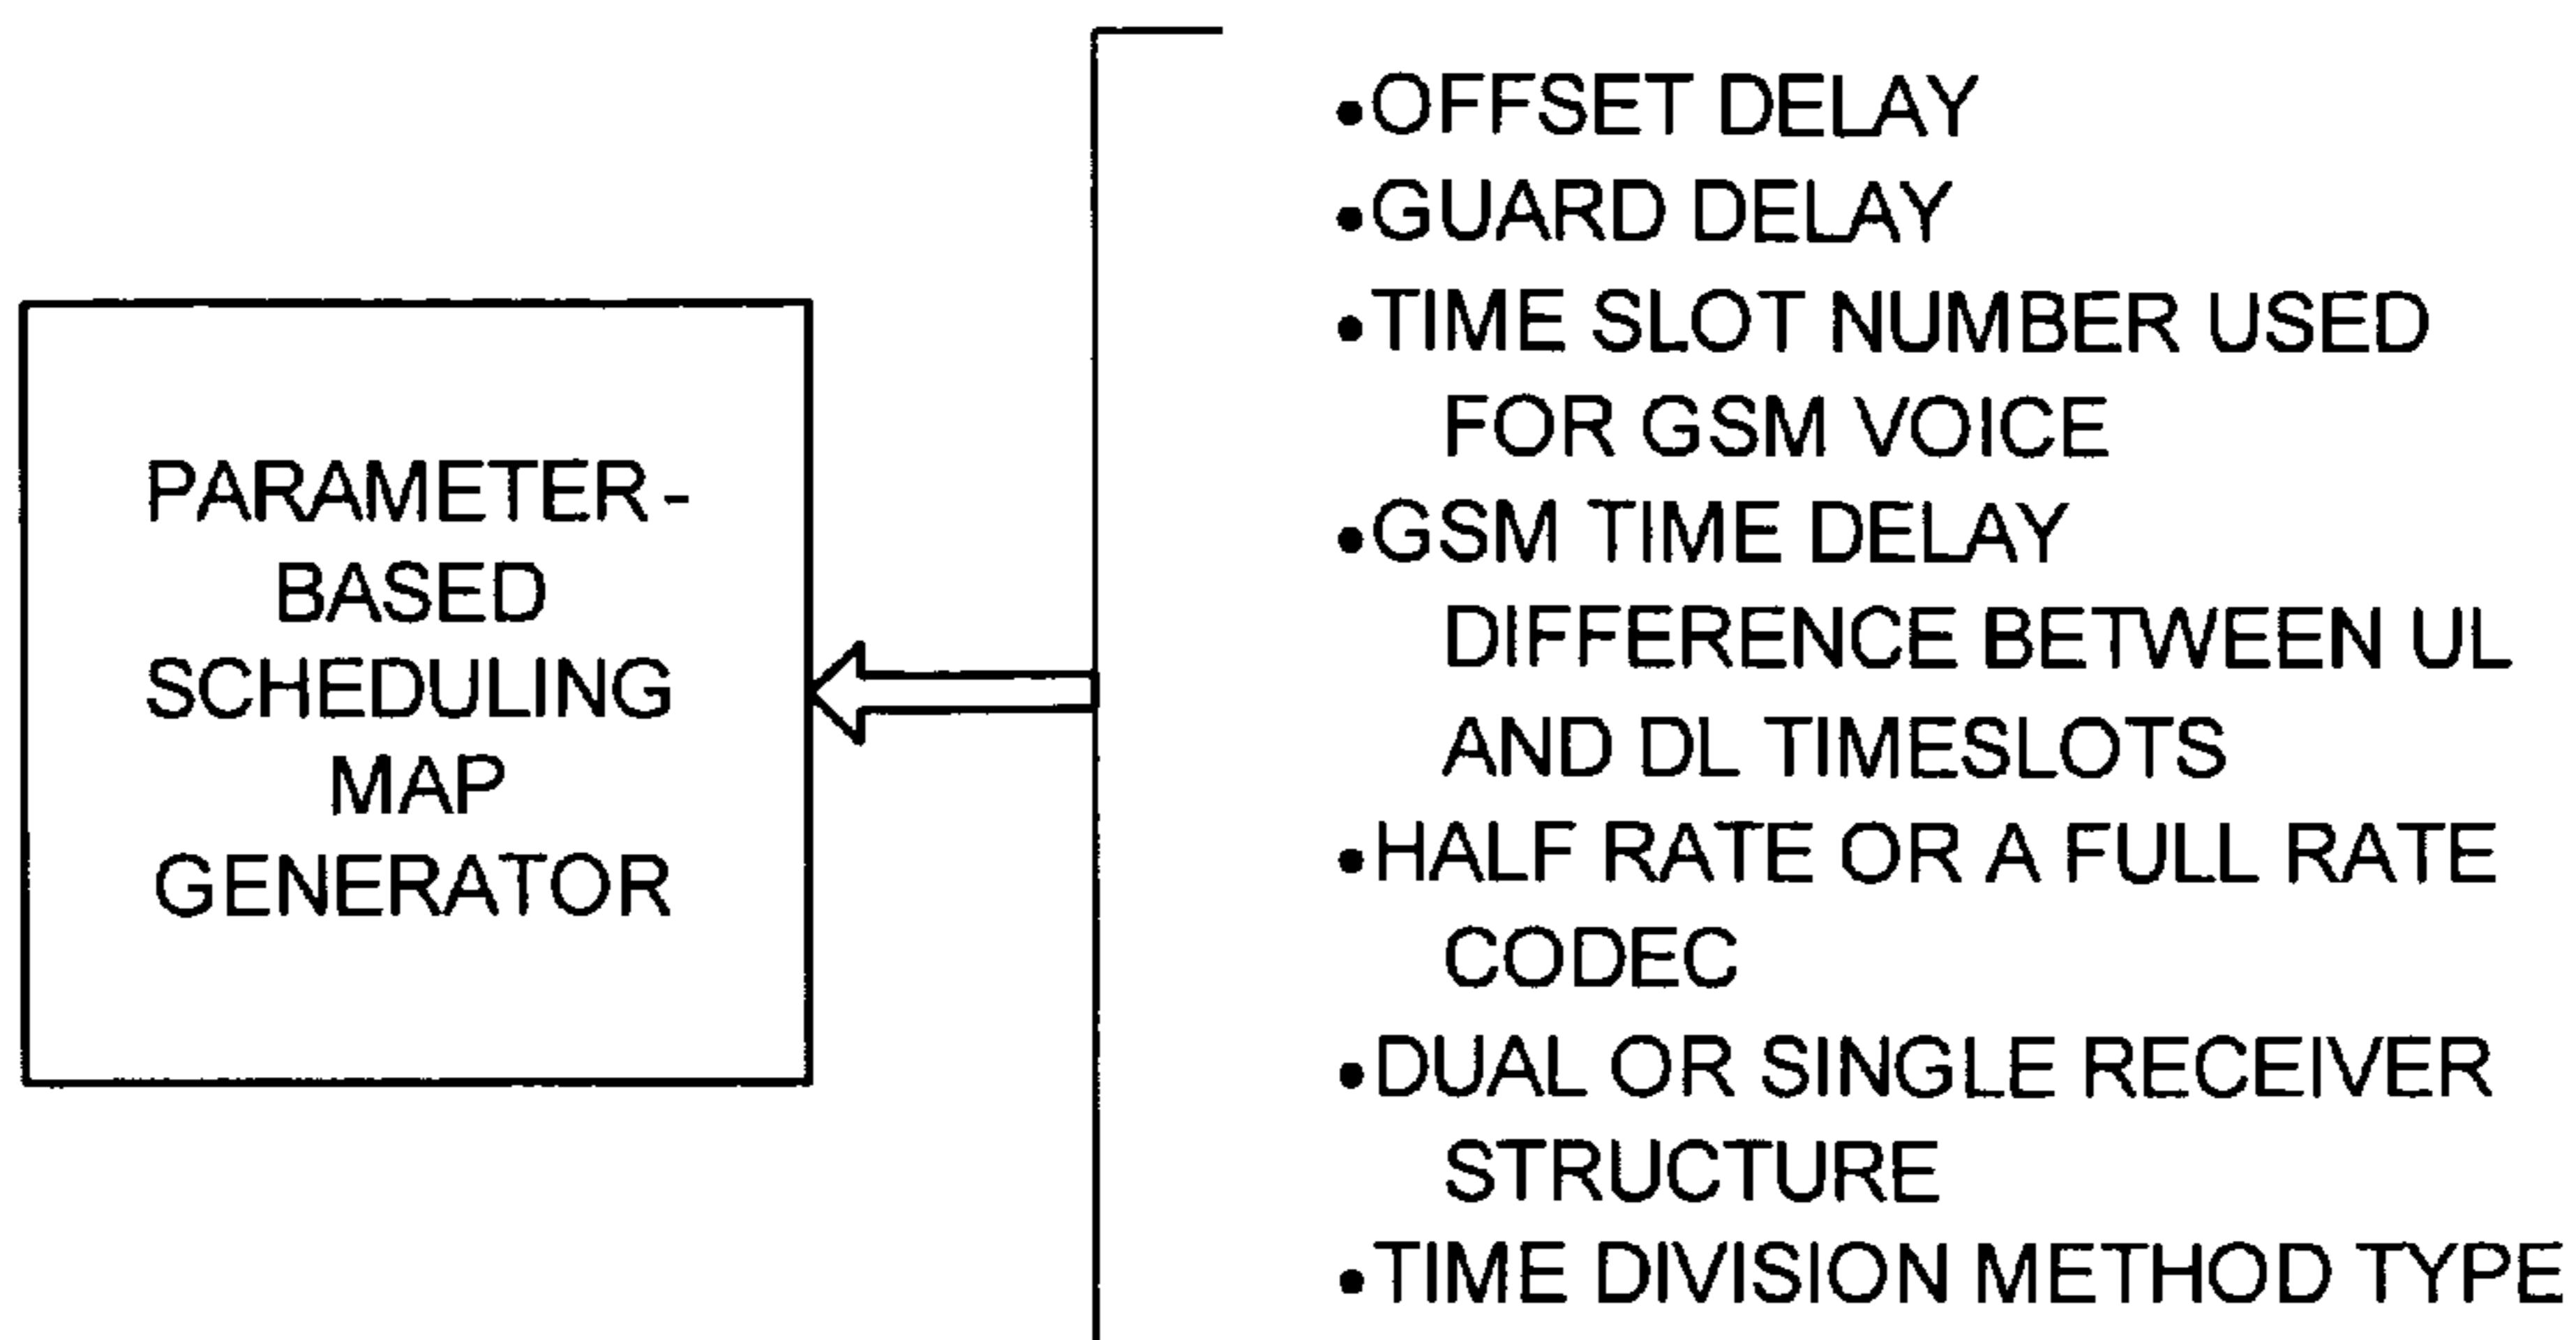 PARAMETER-
BASED
SCHEDULING
MAP
GENERATOR
•OFFSET DELAY
•GUARD DELAY
•TIME SLOT NUMBER USED
FOR GSM VOICE
•GSM TIME DELAY
DIFFERENCE BETWEEN UL
AND DL TIMESLOTS
•HALF RATE OR A FULL RATE
CODEC
•DUAL OR SINGLE RECEIVER
STRUCTURE
•TIME DIVISION METHOD TYPE